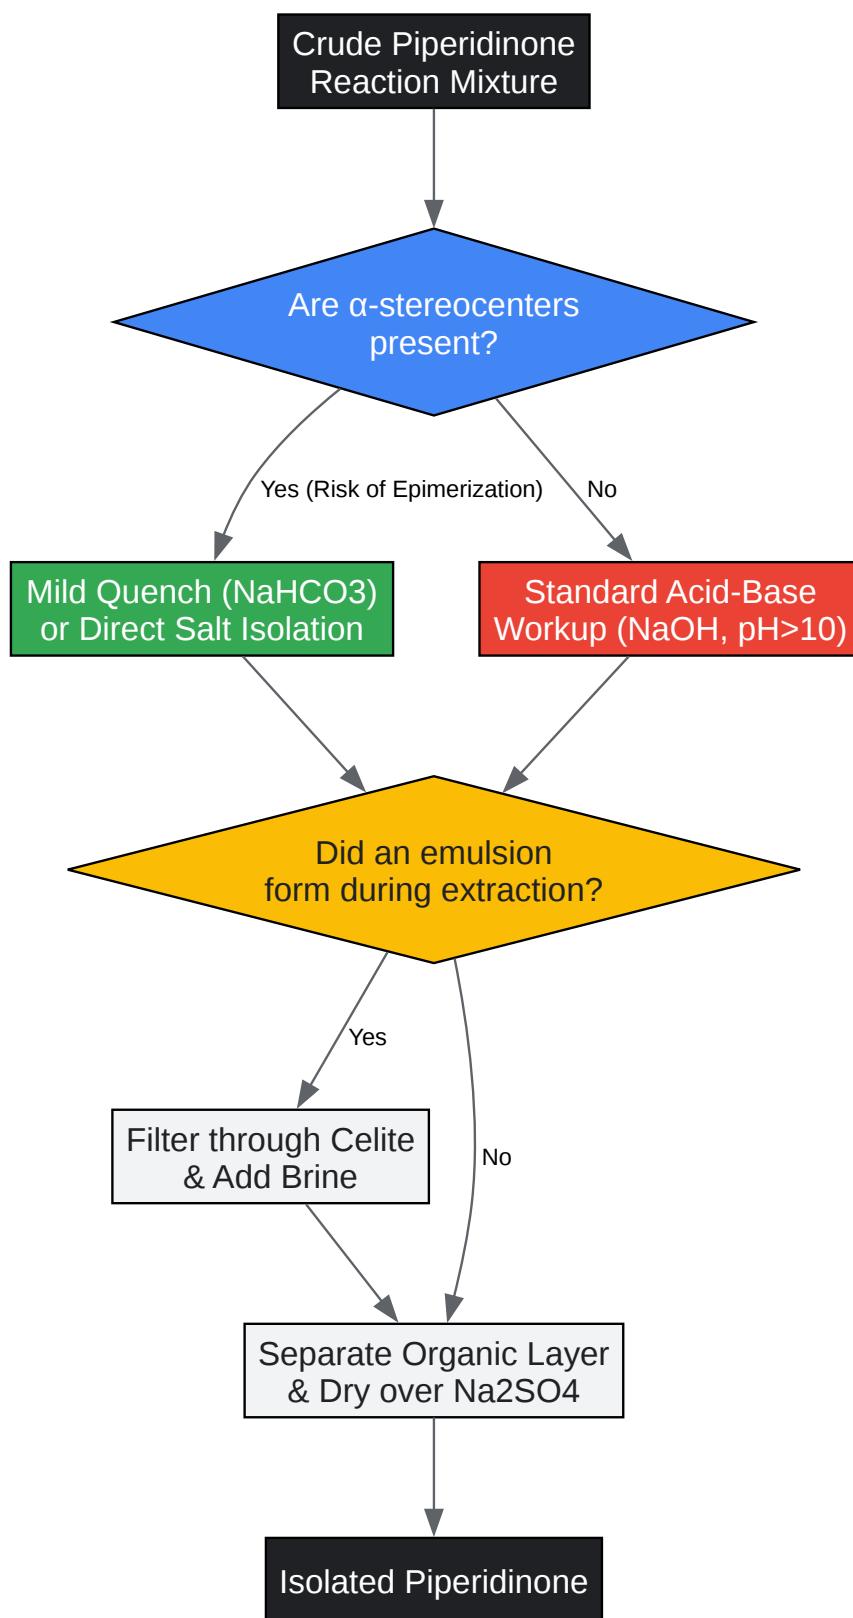 Crude Piperidinone
Reaction Mixture
Are α-stereocenters
present?
Yes (Risk of Epimerization)
No
Mild Quench (NaHCO3)
or Direct Salt Isolation
Standard Acid-Base
Workup (NaOH, pH>10)
Did an emulsion
form during extraction?
Yes
Filter through Celite
& Add Brine
No
Separate Organic Layer
& Dry over Na2SO4
Isolated Piperidinone